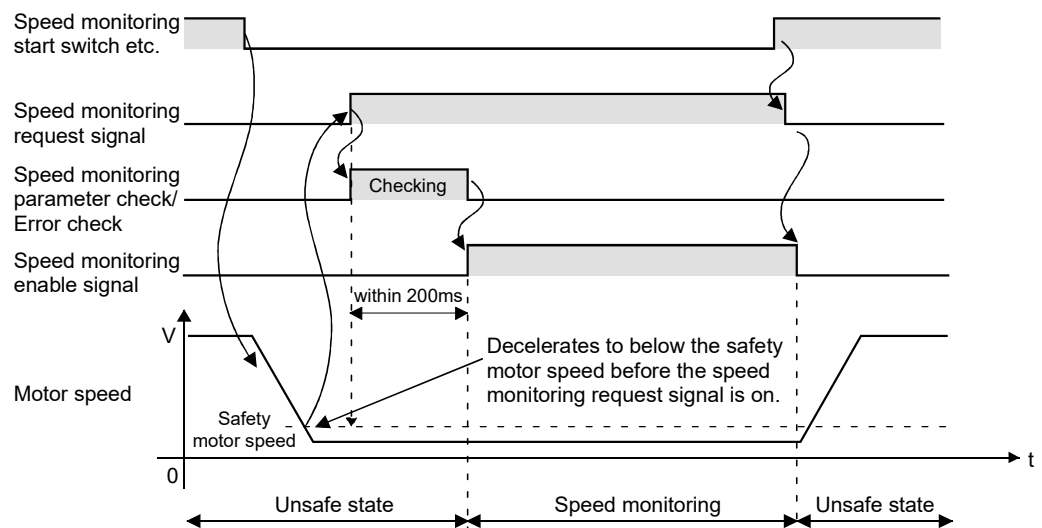 Speed monitoring
start switch etc.
Speed monitoring
request signal
Speed monitoring
parameter check/
Error check
Checking
Speed monitoring
enable signal
within 200ms
V
Decelerates to below the safety
motor speed before the speed
monitoring request signal is on.
Motor speed
Safety
motor speed
0
t
Unsafe state
Speed monitoring
Unsafe state